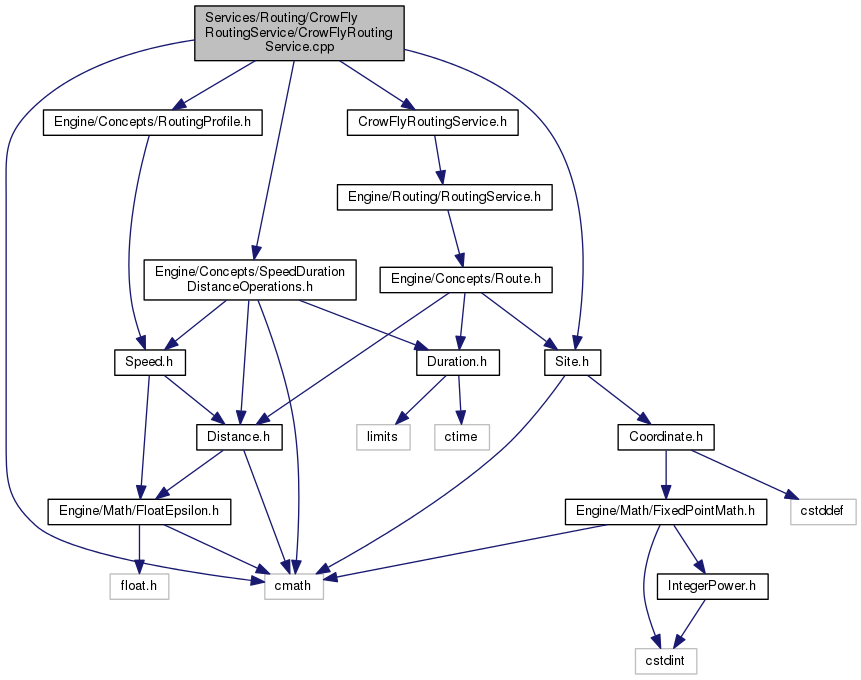 Services/Routing/CrowFly
RoutingService/CrowFlyRouting
Service.cpp
Engine/Concepts/RoutingProfile.h
CrowFlyRoutingService.h
Engine/Routing/RoutingService.h
Engine/Concepts/SpeedDuration
DistanceOperations.h
Engine/Concepts/Route.h
Speed.h
Duration.h
Site.h
Distance.h
limits
ctime
Coordinate.h
Engine/Math/FloatEpsilon.h
Engine/Math/FixedPointMath.h
cstddef
float.h
cmath
IntegerPower.h
cstdint